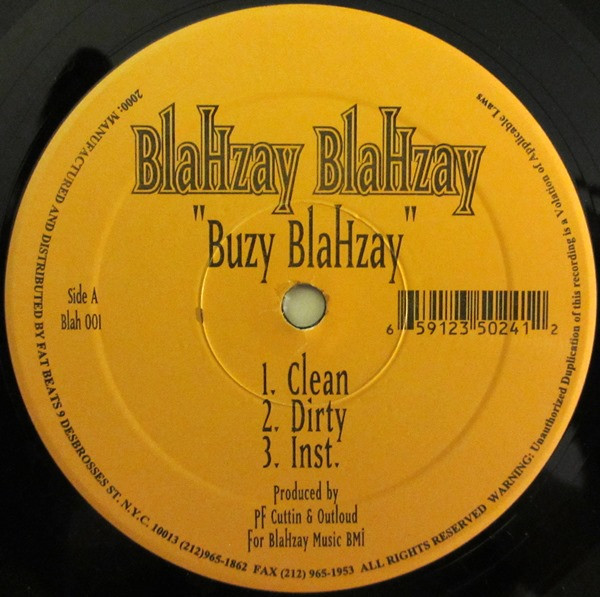 BlaHzay BlaHzay
"Buzy BlaHzay"
Side A
Blah 001
6 59123 50241 2
1. Clean
2. Dirty
3. Inst.
Produced by
PF Cuttin & Outloud
For BlaHzay Music BMI
2000: MANUFACTURED AND DISTRIBUTED BY FAT BEATS 9 DESBROSSES ST. N.Y.C. 10013 (212)965-1862 FAX (212) 965-1953 ALL RIGHTS RESERVED WARNING: Unauthorized Duplication of this recording is a Volation of Applicable Laws